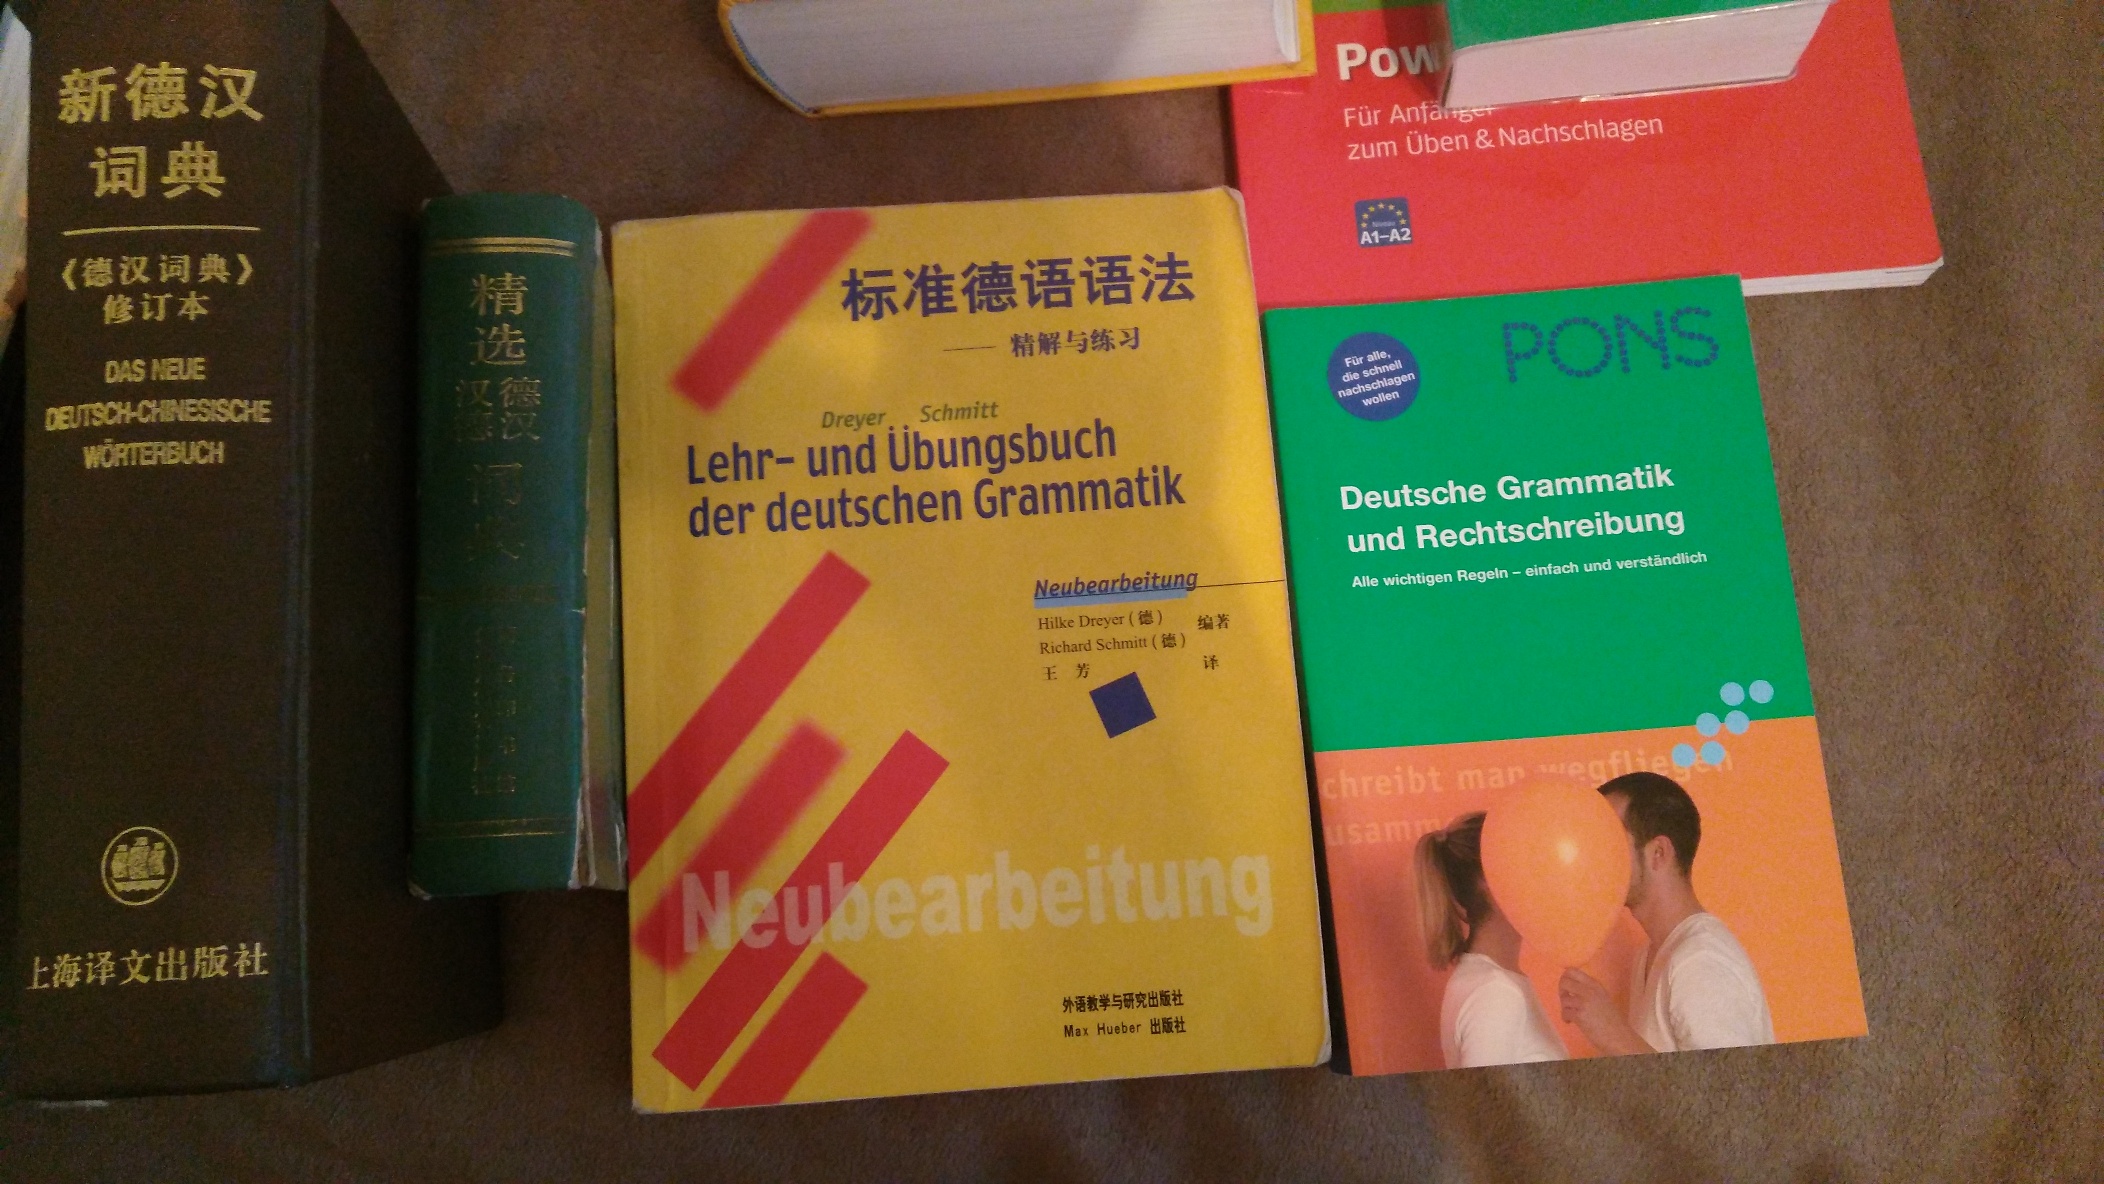 新德汉
词典
《德汉词典》
修订本
DAS NEUE
DEUTSCH-CHINESISCHE
WÖRTERBUCH
上海译文出版社
精
选
汉德
德汉
词
典
标准德语语法
—— 精解与练习
Dreyer Schmitt
Lehr- und Übungsbuch
der deutschen Grammatik
Neubearbeitung
Hilke Dreyer (德)
Richard Schmitt (德) 编著
王 芳 译
Neubearbeitung
外语教学与研究出版社
Max Hueber 出版社
Pow
Für Anfänger
zum Üben & Nachschlagen
Niveau
A1–A2
PONS
Für alle,
die schnell
nachschlagen
wollen
Deutsche Grammatik
und Rechtschreibung
Alle wichtigen Regeln – einfach und verständlich
chreibt man wegfliegen
usamm